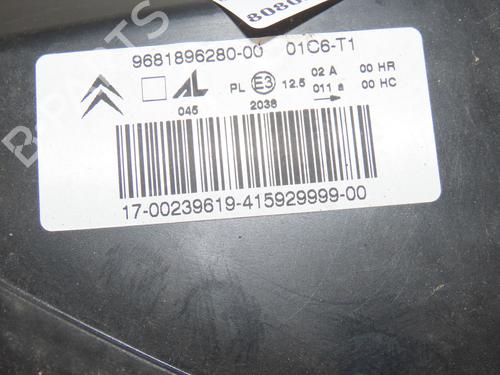 9681896280-00 01C6-T1
AL PL E3 12.5 02 A 00 HR
011 a 00 HC
045 2038
17-00239619-415929999-00